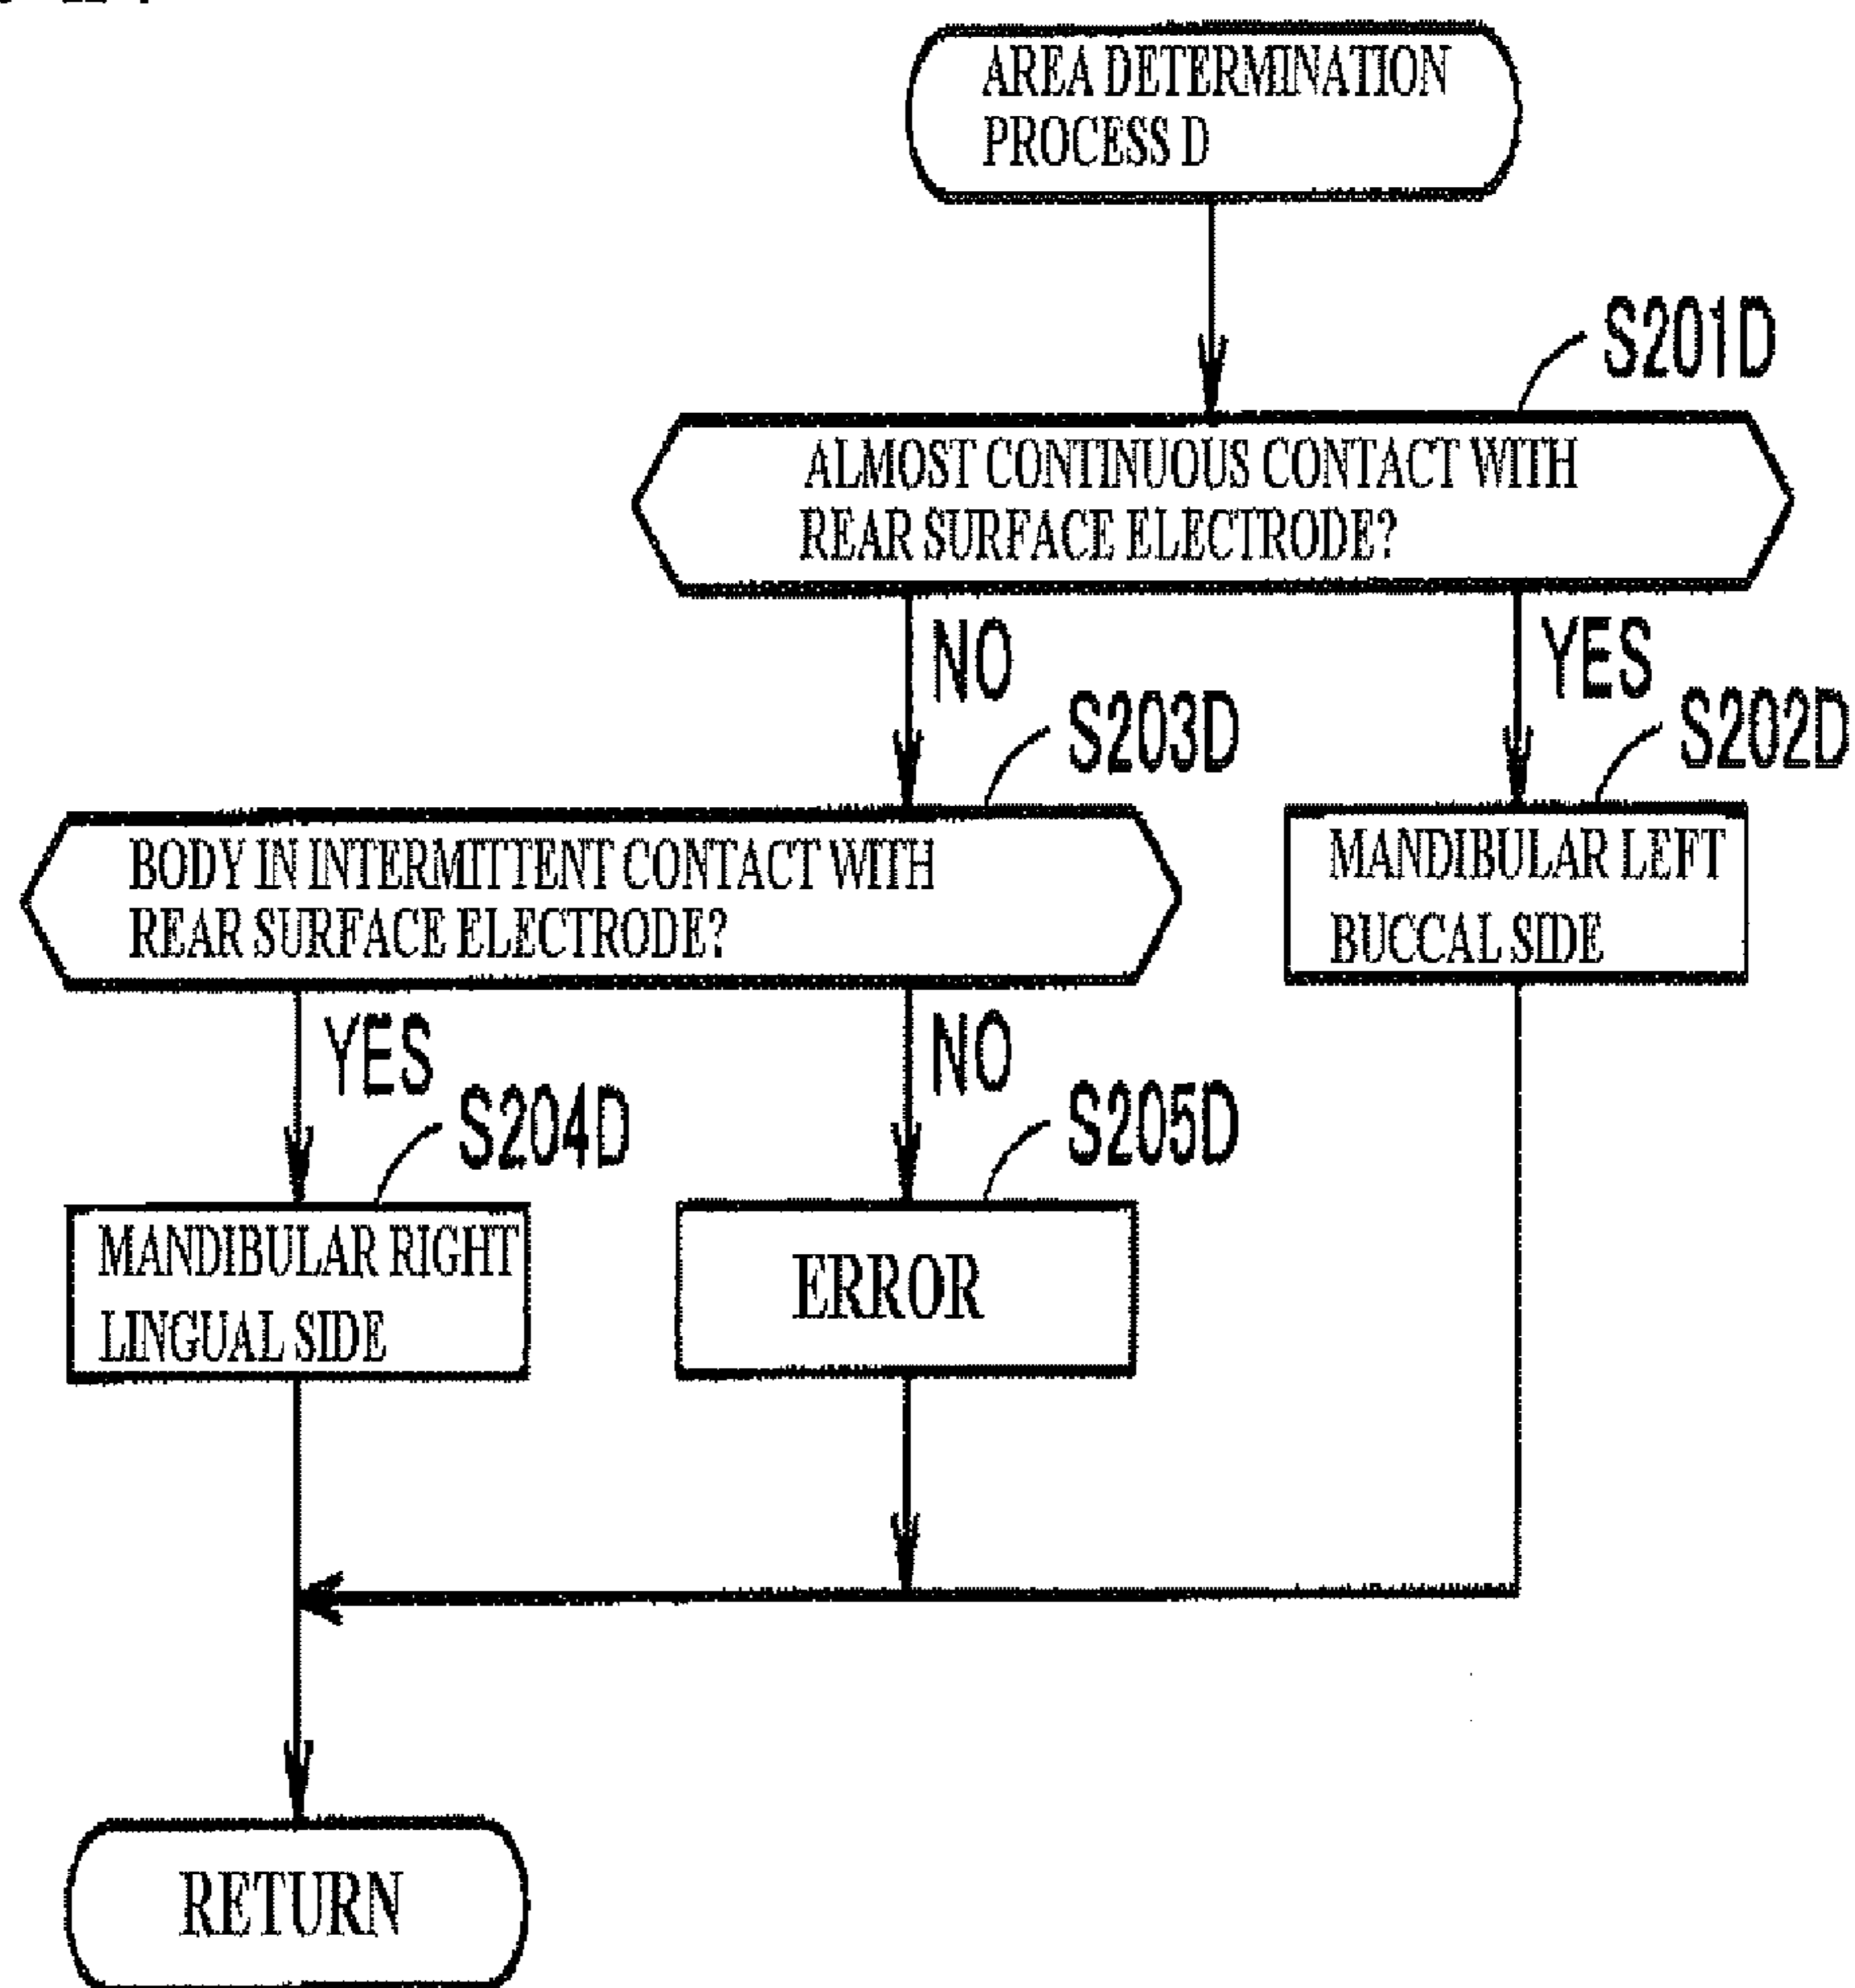 AREA DETERMINATION
PROCESS D
S201D
ALMOST CONTINUOUS CONTACT WITH
REAR SURFACE ELECTRODE?
NO
YES
S203D
S202D
BODY IN INTERMITTENT CONTACT WITH
REAR SURFACE ELECTRODE?
MANDIBULAR LEFT
BUCCAL SIDE
YES
NO
S204D
S205D
MANDIBULAR RIGHT
LINGUAL SIDE
ERROR
RETURN